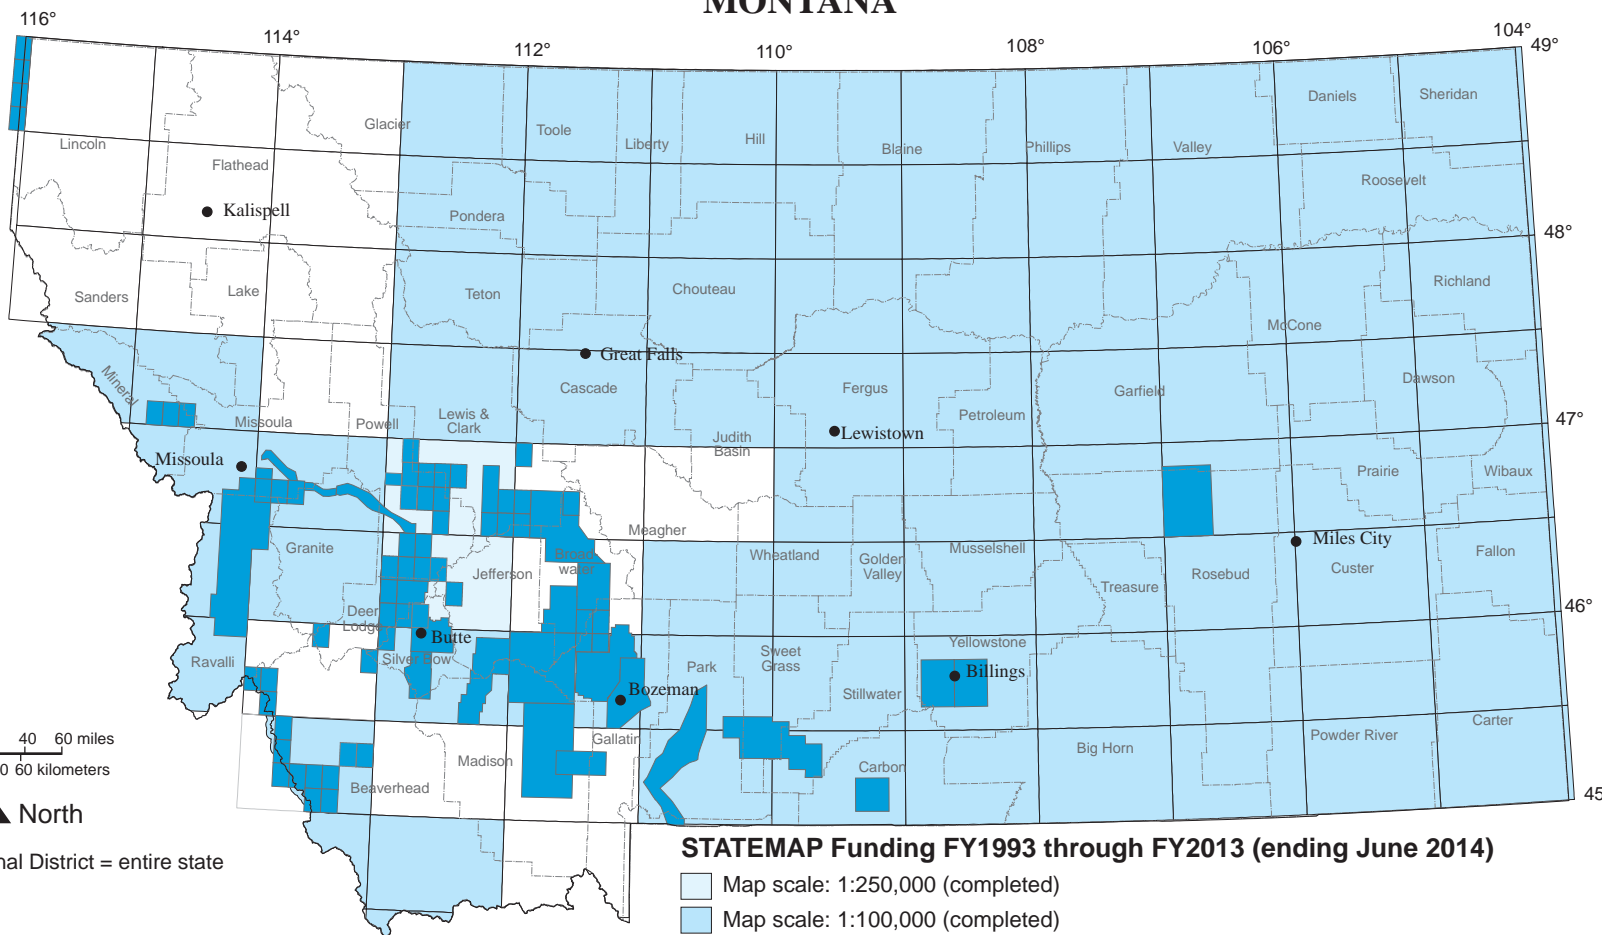 MONTANA
116°
114°
112°
110°
108°
106°
104°
49°
Daniels
Sheridan
Glacier
Toole
Liberty
Hill
Blaine
Phillips
Valley
Lincoln
Flathead
Roosevelt
Kalispell
Pondera
48°
Sanders
Lake
Teton
Chouteau
Richland
McCone
Great Falls
Mineral
Cascade
Fergus
Garfield
Dawson
Missoula
Powell
Lewis &
Clark
Petroleum
47°
Judith
Basin
Lewistown
Missoula
Prairie
Wibaux
Meagher
Granite
Broad
water
Jefferson
Wheatland
Golden
Valley
Musselshell
Miles City
Fallon
Treasure
Rosebud
Custer
46°
Deer
Lodge
Butte
Ravalli
Silver Bow
Park
Sweet
Grass
Yellowstone
Billings
Bozeman
Stillwater
Carter
40 60 miles
0 60 kilometers
Gallatin
Madison
Beaverhead
Carbon
Big Horn
Powder River
45
North
nal District = entire state
STATEMAP Funding FY1993 through FY2013 (ending June 2014)
Map scale: 1:250,000 (completed)
Map scale: 1:100,000 (completed)